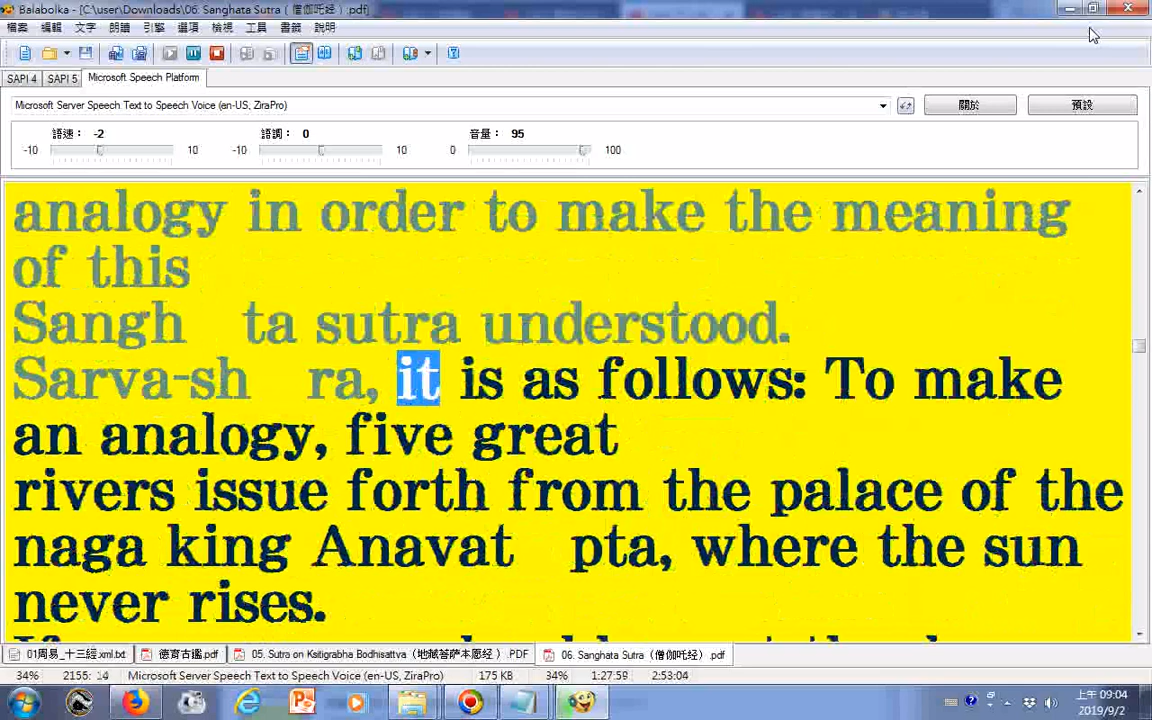 Balabolka - [C:\user\Downloads\06. Sanghata Sutra（僧伽吒经）.pdf]
檔案 編輯 文字 朗讀 引擎 選項 檢視 工具 書籤 說明
SAPI 4 SAPI 5 Microsoft Speech Platform
Microsoft Server Speech Text to Speech Voice (en-US, ZiraPro) 關於 預設
語速： -2 語調： 0 音量： 95
-10 10 -10 10 0 100
analogy in order to make the meaning
of this
Sangh ta sutra understood.
Sarva-sh ra, it is as follows: To make
an analogy, five great
rivers issue forth from the palace of the
naga king Anavat pta, where the sun
never rises.
01周易_十三經.xml.txt 德育古鑑.pdf 05. Sutra on Ksitigrabha Bodhisattva（地藏菩萨本愿经）.PDF 06. Sanghata Sutra（僧伽吒经）.pdf
34% 2155: 14 Microsoft Server Speech Text to Speech Voice (en-US, ZiraPro) 175 KB 34% 1:27:59 2:53:04
上午 09:04
2019/9/2